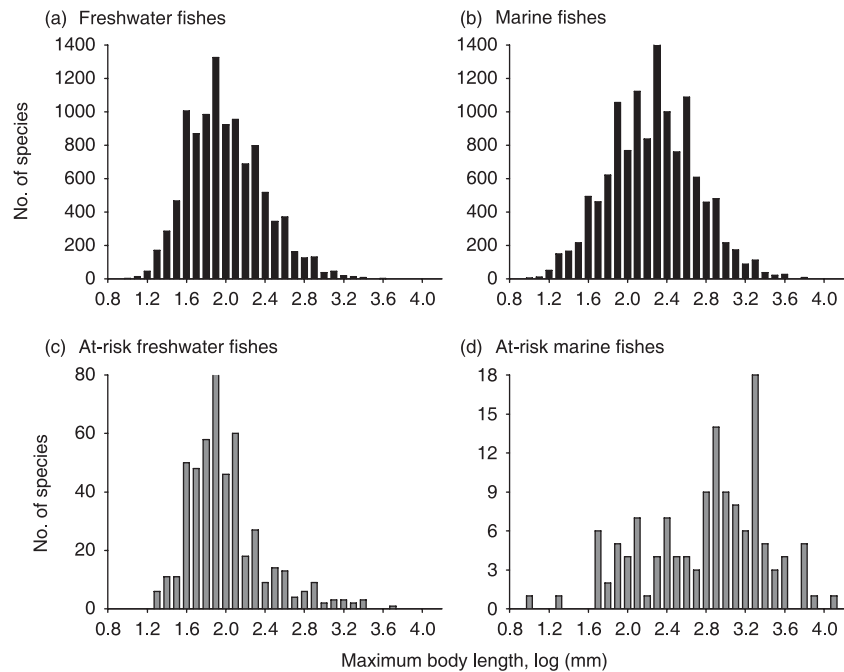 (a) Freshwater fishes
(b) Marine fishes
No. of species
1400
1200
1000
800
600
400
200
0
0.8 1.2 1.6 2.0 2.4 2.8 3.2 3.6 4.0
1400
1200
1000
800
600
400
200
0
0.8 1.2 1.6 2.0 2.4 2.8 3.2 3.6 4.0
(c) At-risk freshwater fishes
(d) At-risk marine fishes
No. of species
80
60
40
20
0
0.8 1.2 1.6 2.0 2.4 2.8 3.2 3.6 4.0
18
15
12
9
6
3
0
0.8 1.2 1.6 2.0 2.4 2.8 3.2 3.6 4.0
Maximum body length, log (mm)